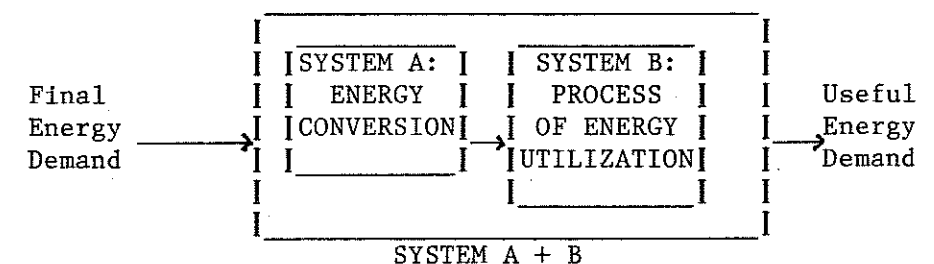 SYSTEM A: SYSTEM B:
Final ENERGY PROCESS Useful
Energy CONVERSION OF ENERGY Energy
Demand UTILIZATION Demand
SYSTEM A + B